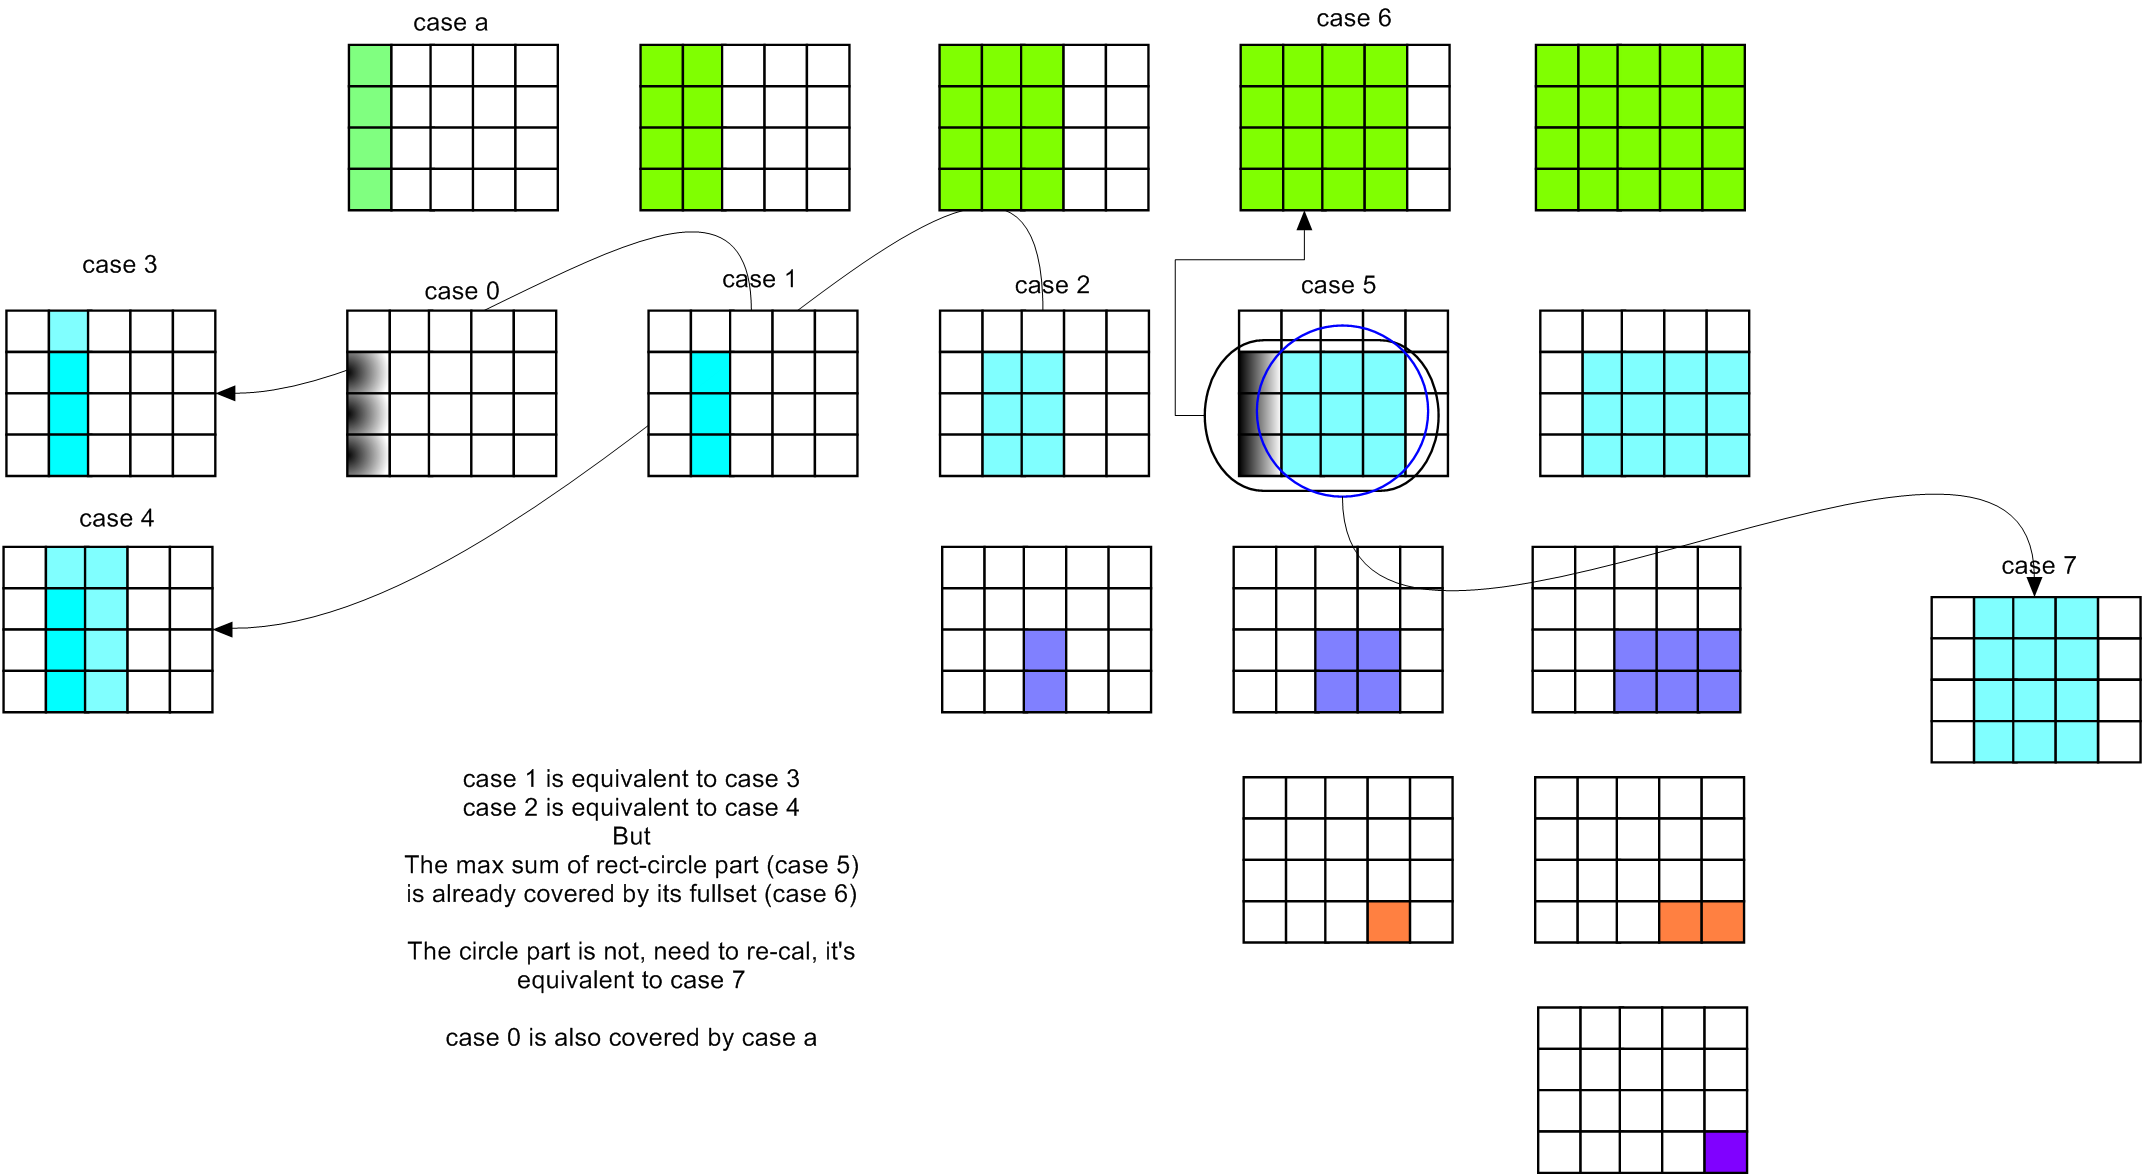 case a
case 6
case 3
case 0
case 1
case 2
case 5
case 4
case 7
case 1 is equivalent to case 3
case 2 is equivalent to case 4
But
The max sum of rect-circle part (case 5)
is already covered by its fullset (case 6)
The circle part is not, need to re-cal, it's
equivalent to case 7
case 0 is also covered by case a